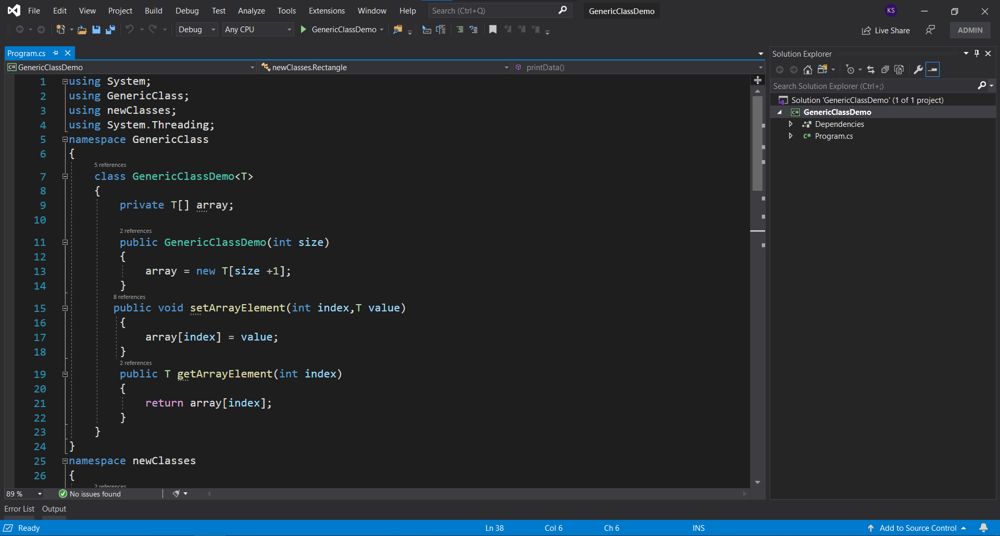 File Edit View Project Build Debug Test Analyze Tools Extensions Window Help Search (Ctrl+Q) GenericClassDemo KS
Debug Any CPU GenericClassDemo Live Share ADMIN
Program.cs
GenericClassDemo newClasses.Rectangle printData()
1 using System;
2 using GenericClass;
3 using newClasses;
4 using System.Threading;
5 namespace GenericClass
6 {
5 references
7 class GenericClassDemo<T>
8 {
9 private T[] array;
10
2 references
11 public GenericClassDemo(int size)
12 {
13 array = new T[size +1];
14 }
8 references
15 public void setArrayElement(int index,T value)
16 {
17 array[index] = value;
18 }
2 references
19 public T getArrayElement(int index)
20 {
21 return array[index];
22 }
23 }
24 }
25 namespace newClasses
26 {
2 references
89 % No issues found
Solution Explorer
Search Solution Explorer (Ctrl+;)
Solution 'GenericClassDemo' (1 of 1 project)
C# GenericClassDemo
Dependencies
C# Program.cs
Error List Output
Ready Ln 38 Col 6 Ch 6 INS Add to Source Control